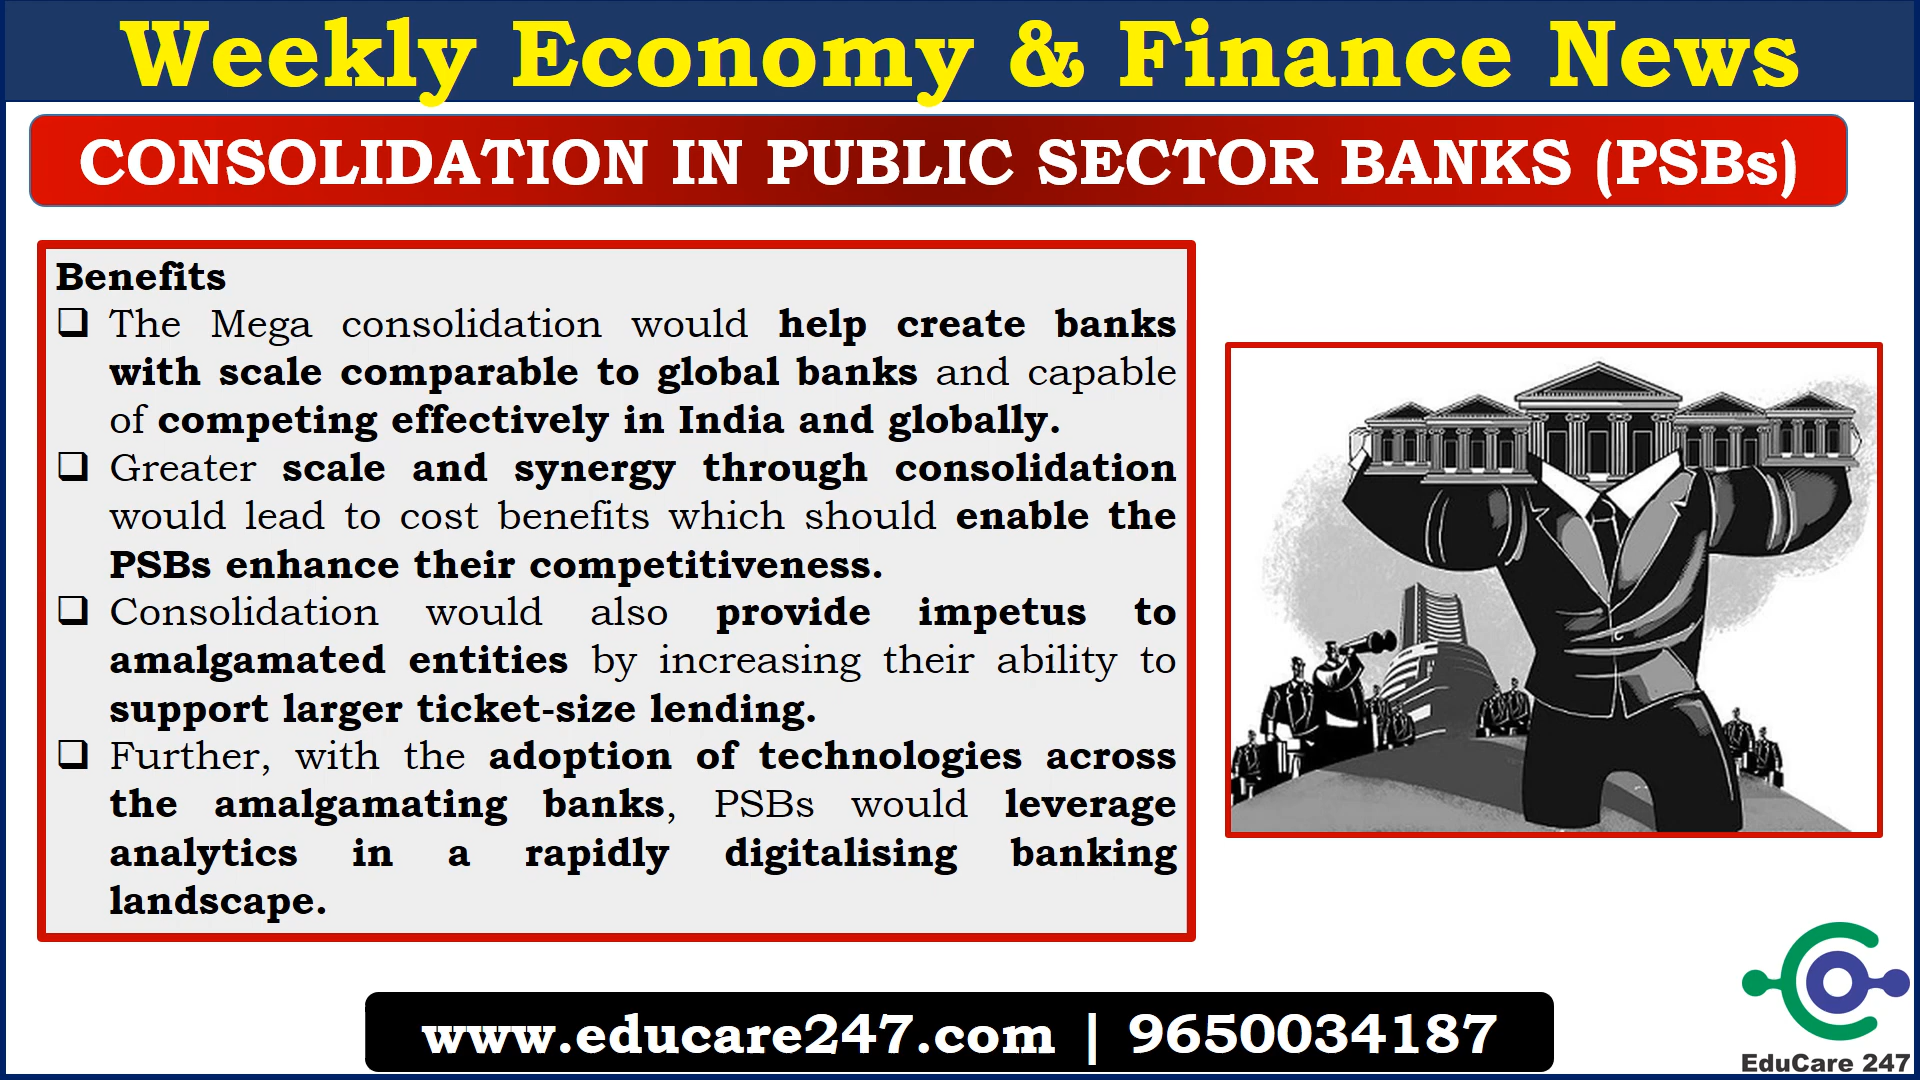 Weekly Economy & Finance News
CONSOLIDATION IN PUBLIC SECTOR BANKS (PSBs)
Benefits
❑ The Mega consolidation would help create banks
with scale comparable to global banks and capable
of competing effectively in India and globally.
❑ Greater scale and synergy through consolidation
would lead to cost benefits which should enable the
PSBs enhance their competitiveness.
❑ Consolidation would also provide impetus to
amalgamated entities by increasing their ability to
support larger ticket-size lending.
❑ Further, with the adoption of technologies across
the amalgamating banks, PSBs would leverage
analytics in a rapidly digitalising banking
landscape.
www.educare247.com | 9650034187
EduCare 247